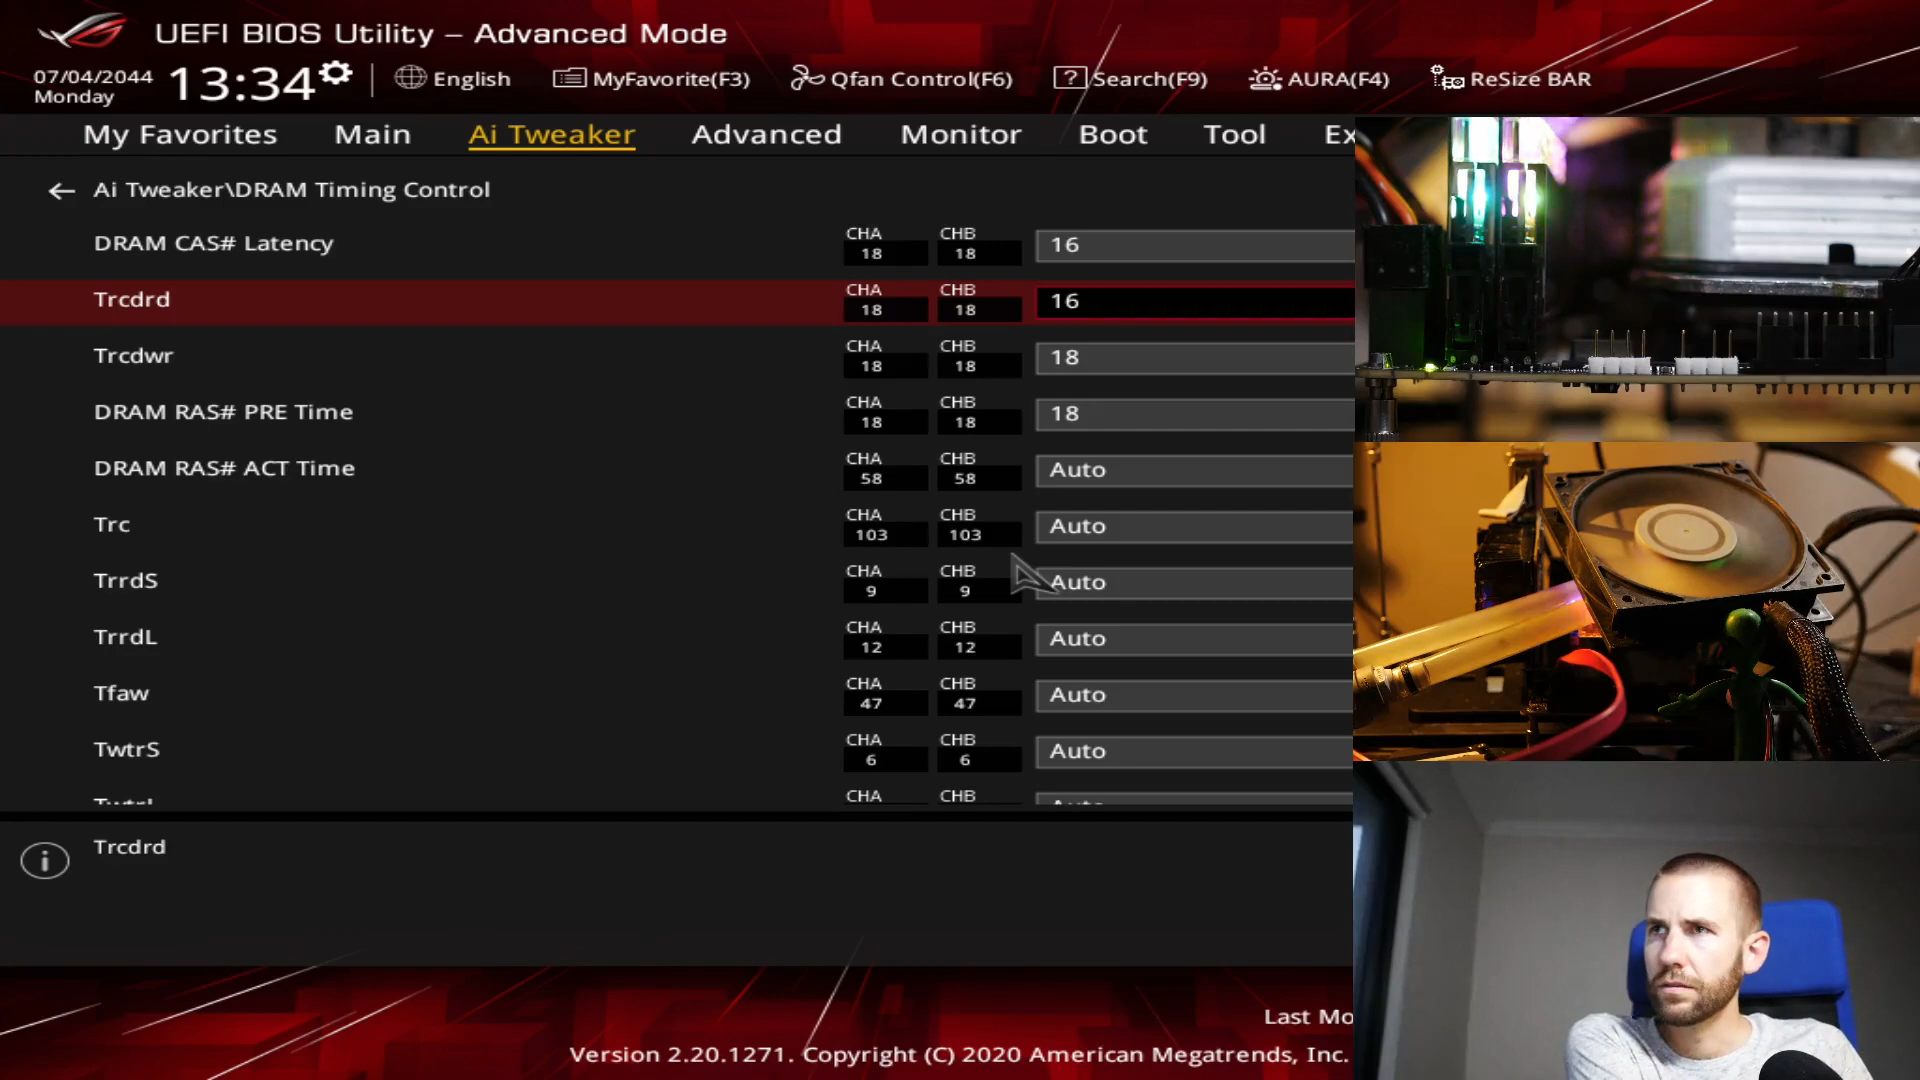 UEFI BIOS Utility – Advanced Mode
07/04/2044
Monday
13:34
English
MyFavorite(F3)
Qfan Control(F6)
? Search(F9)
AURA(F4)
ReSize BAR
My Favorites Main Ai Tweaker Advanced Monitor Boot Tool Ex
← Ai Tweaker\DRAM Timing Control
DRAM CAS# Latency CHA 18 CHB 18 16
Trcdrd CHA 18 CHB 18 16
Trcdwr CHA 18 CHB 18 18
DRAM RAS# PRE Time CHA 18 CHB 18 18
DRAM RAS# ACT Time CHA 58 CHB 58 Auto
Trc CHA 103 CHB 103 Auto
TrrdS CHA 9 CHB 9 Auto
TrrdL CHA 12 CHB 12 Auto
Tfaw CHA 47 CHB 47 Auto
TwtrS CHA 6 CHB 6 Auto
CHA CHB
i Trcdrd
Last Mo
Version 2.20.1271. Copyright (C) 2020 American Megatrends, Inc.